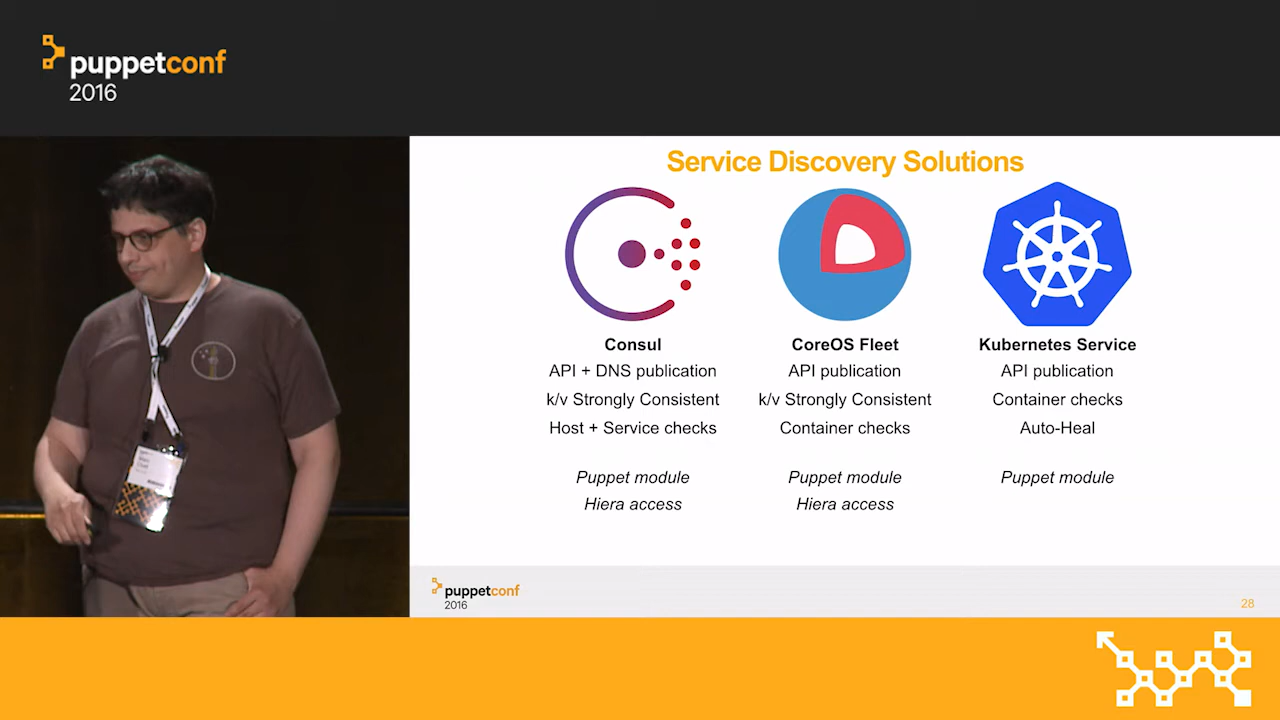 puppetconf
2016
Service Discovery Solutions
Consul
API + DNS publication
k/v Strongly Consistent
Host + Service checks
Puppet module
Hiera access
CoreOS Fleet
API publication
k/v Strongly Consistent
Container checks
Puppet module
Hiera access
Kubernetes Service
API publication
Container checks
Auto-Heal
Puppet module
puppetconf
2016
28